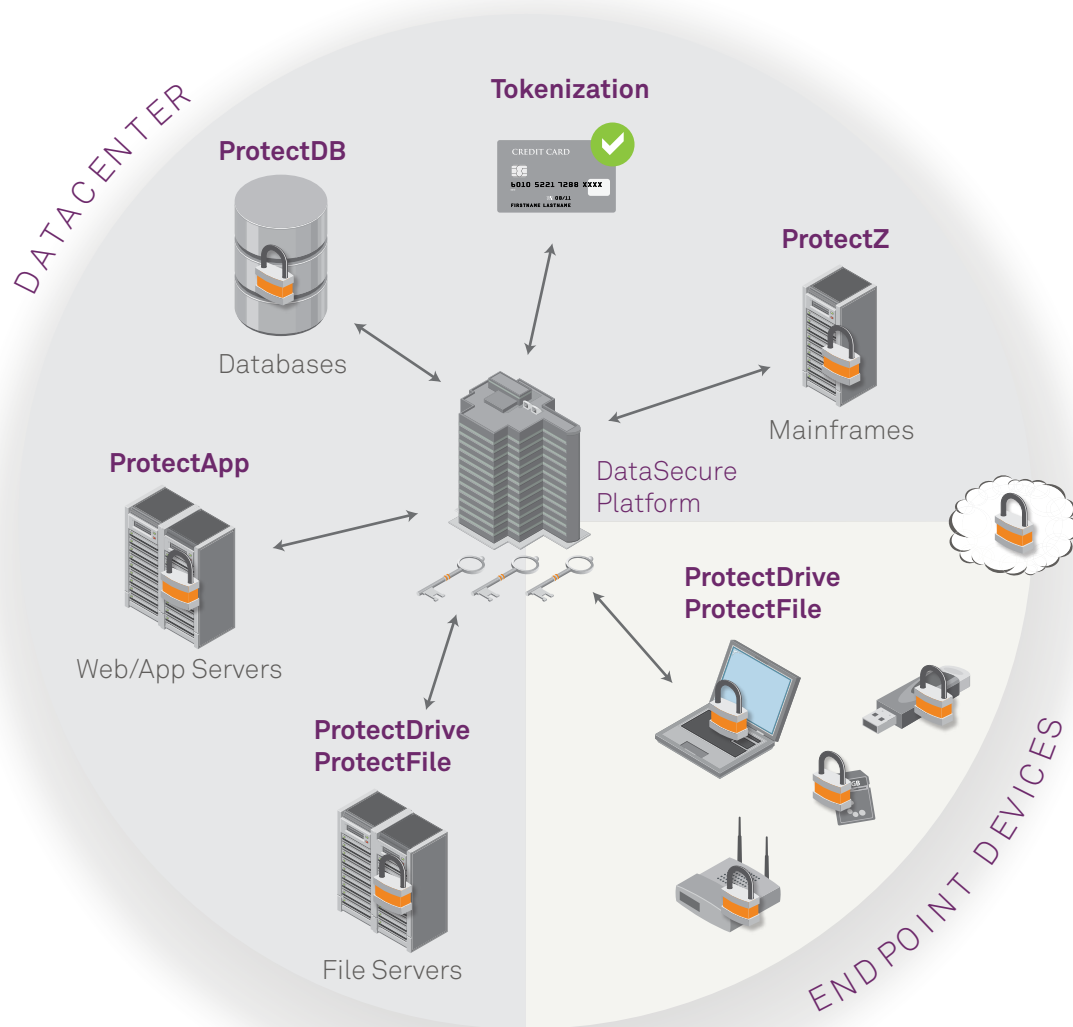 DATACENTER
Tokenization
CREDIT CARD
6010 5221 7288 XXXX
08/11
FIRSTNAME LASTNAME
ProtectDB
Databases
ProtectZ
Mainframes
ProtectApp
Web/App Servers
DataSecure
Platform
ProtectDrive
ProtectFile
ProtectDrive
ProtectFile
File Servers
ENDPOINT DEVICES